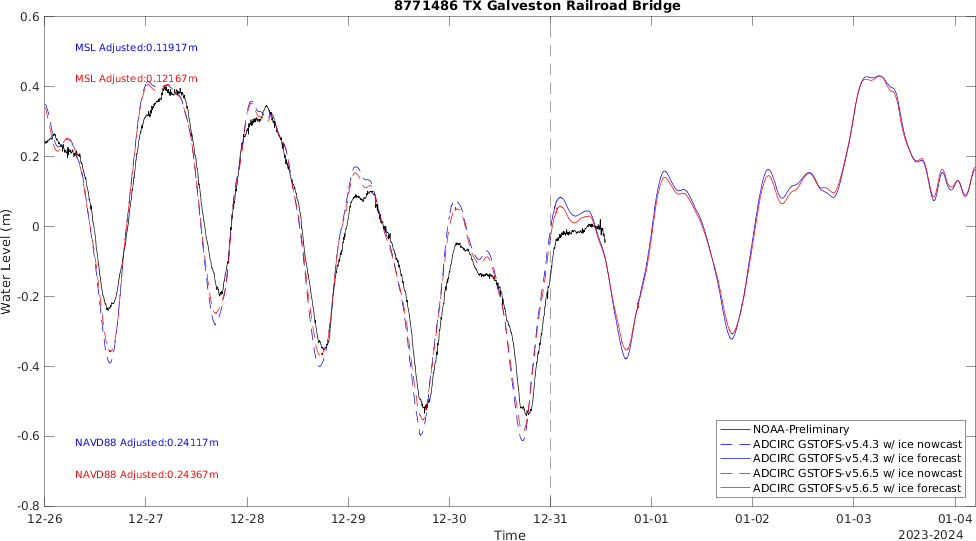 8771486 TX Galveston Railroad Bridge
MSL Adjusted:0.11917m
MSL Adjusted:0.12167m
NAVD88 Adjusted:0.24117m
NAVD88 Adjusted:0.24367m
Water Level (m)
0.6
0.4
0.2
0
-0.2
-0.4
-0.6
-0.8
NOAA-Preliminary
ADCIRC GSTOFS-v5.4.3 w/ ice nowcast
ADCIRC GSTOFS-v5.4.3 w/ ice forecast
ADCIRC GSTOFS-v5.6.5 w/ ice nowcast
ADCIRC GSTOFS-v5.6.5 w/ ice forecast
12-26 12-27 12-28 12-29 12-30 12-31 01-01 01-02 01-03 01-04
Time
2023-2024